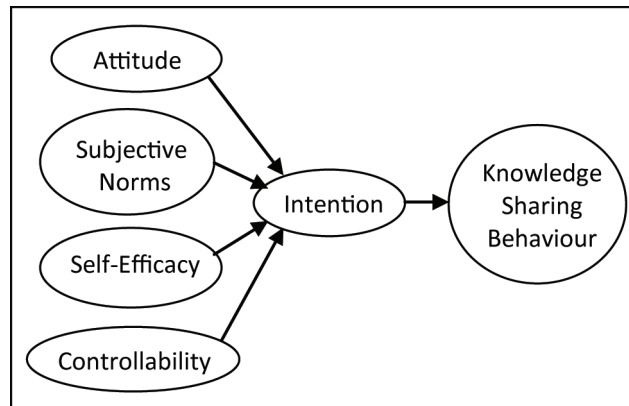 Attitude
Subjective
Norms
Self-Efficacy
Controllability
Intention
Knowledge
Sharing
Behaviour